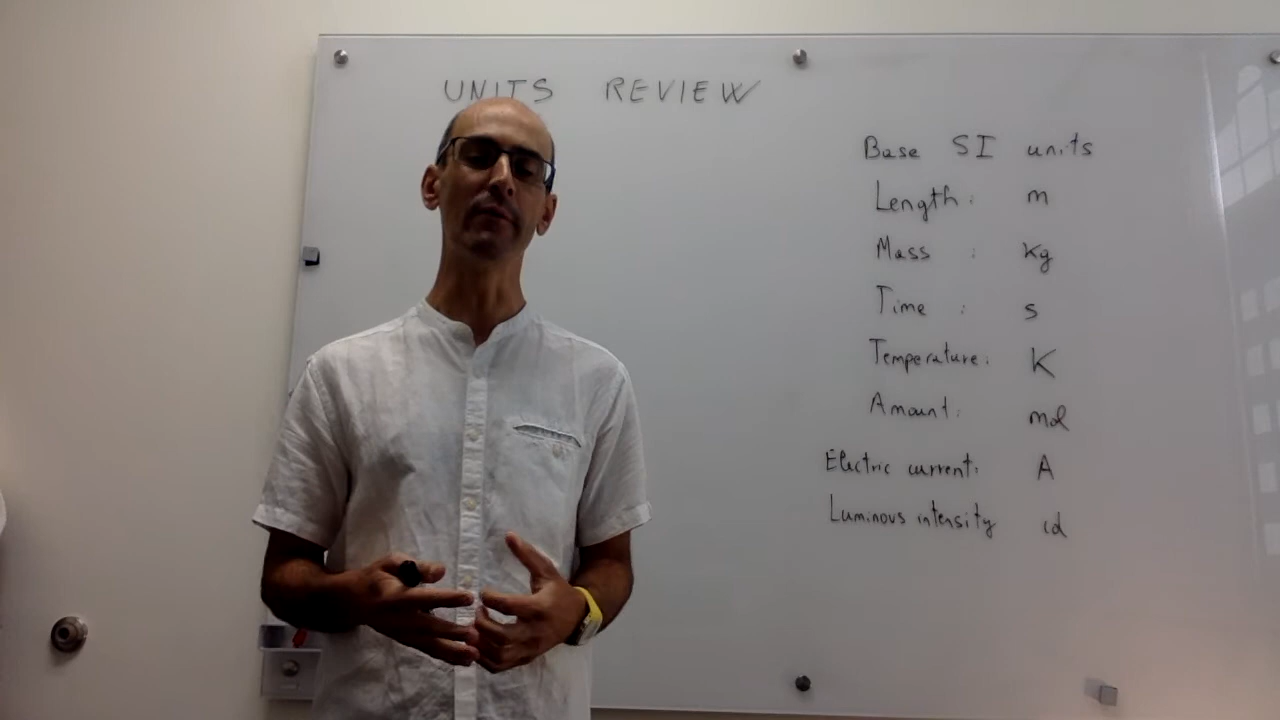 UNITS REVIEW
Base SI units
Length: m
Mass : Kg
Time : s
Temperature: K
Amount: mol
Electric current: A
Luminous intensity cd